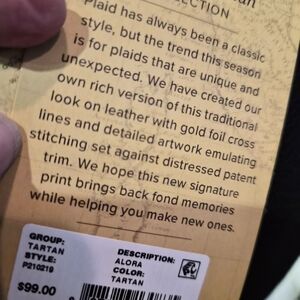 LECTION
Plaid has always been a classic
style, but the trend this season
is for plaids that are unique and
unexpected. We have created our
own rich version of this traditional
look on leather with gold foil cross
lines and detailed artwork emulating
stitching set against distressed patent
trim. We hope this new signature
print brings back fond memories
while helping you make new ones.
GROUP:
TARTAN
STYLE:
P210219
DESCRIPTION:
ALORA
COLOR:
TARTAN
$99.00